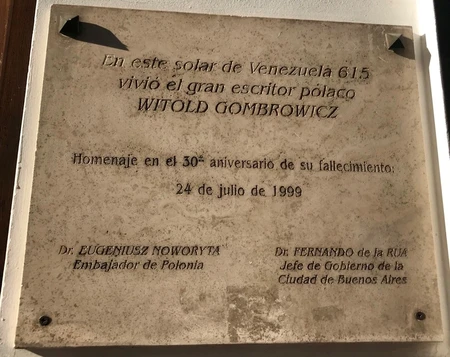 En este solar de Venezuela 615
vivió el gran escritor polaco
WITOLD GOMBROWICZ
Homenaje en el 30º aniversario de su fallecimiento:
24 de julio de 1999
Dr. EUGENIUSZ NOWORYTA
Embajador de Polonia
Dr. FERNANDO de la RUA
Jefe de Gobierno de la
Ciudad de Buenos Aires